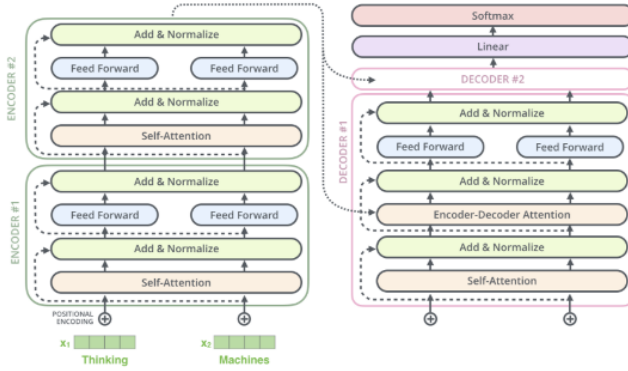 ENCODER #2
Add & Normalize
Feed Forward
Feed Forward
Add & Normalize
Self-Attention
ENCODER #1
Add & Normalize
Feed Forward
Feed Forward
Add & Normalize
Self-Attention
POSITIONAL
ENCODING
x₁
Thinking
x₂
Machines
Softmax
Linear
DECODER #2
DECODER #1
Add & Normalize
Feed Forward
Feed Forward
Add & Normalize
Encoder-Decoder Attention
Add & Normalize
Self-Attention